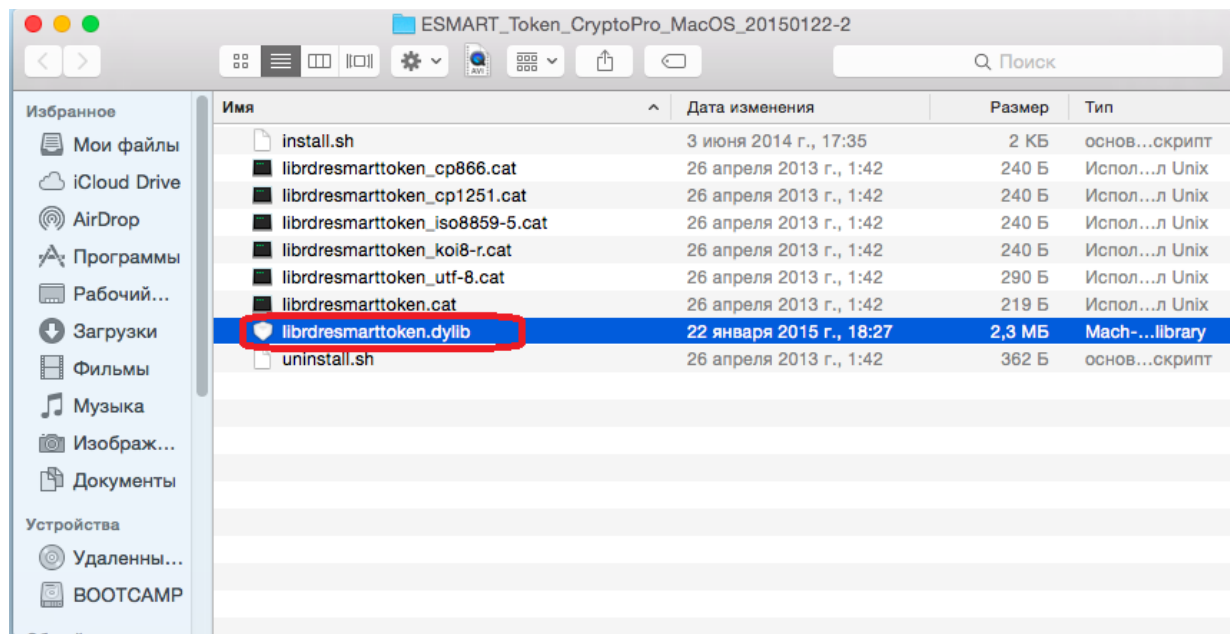 ESMART_Token_CryptoPro_MacOS_20150122-2
AVI
Поиск
Избранное
Мои файлы
iCloud Drive
AirDrop
Программы
Рабочий...
Загрузки
Фильмы
Музыка
Изображ...
Документы
Устройства
Удаленны...
BOOTCAMP
Имя Дата изменения Размер Тип
install.sh 3 июня 2014 г., 17:35 2 КБ основ...скрипт
librdresmarttoken_cp866.cat 26 апреля 2013 г., 1:42 240 Б Испол...л Unix
librdresmarttoken_cp1251.cat 26 апреля 2013 г., 1:42 240 Б Испол...л Unix
librdresmarttoken_iso8859-5.cat 26 апреля 2013 г., 1:42 240 Б Испол...л Unix
librdresmarttoken_koi8-r.cat 26 апреля 2013 г., 1:42 240 Б Испол...л Unix
librdresmarttoken_utf-8.cat 26 апреля 2013 г., 1:42 290 Б Испол...л Unix
librdresmarttoken.cat 26 апреля 2013 г., 1:42 219 Б Испол...л Unix
librdresmarttoken.dylib 22 января 2015 г., 18:27 2,3 МБ Mach-...library
uninstall.sh 26 апреля 2013 г., 1:42 362 Б основ...скрипт